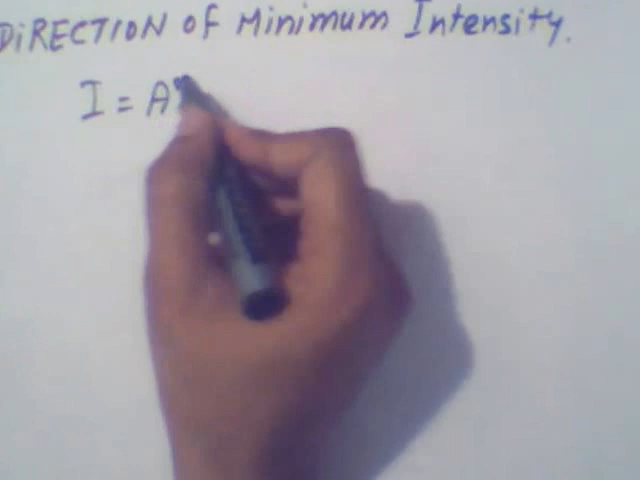 DiRECTION OF Minimum Intensity.
I = A